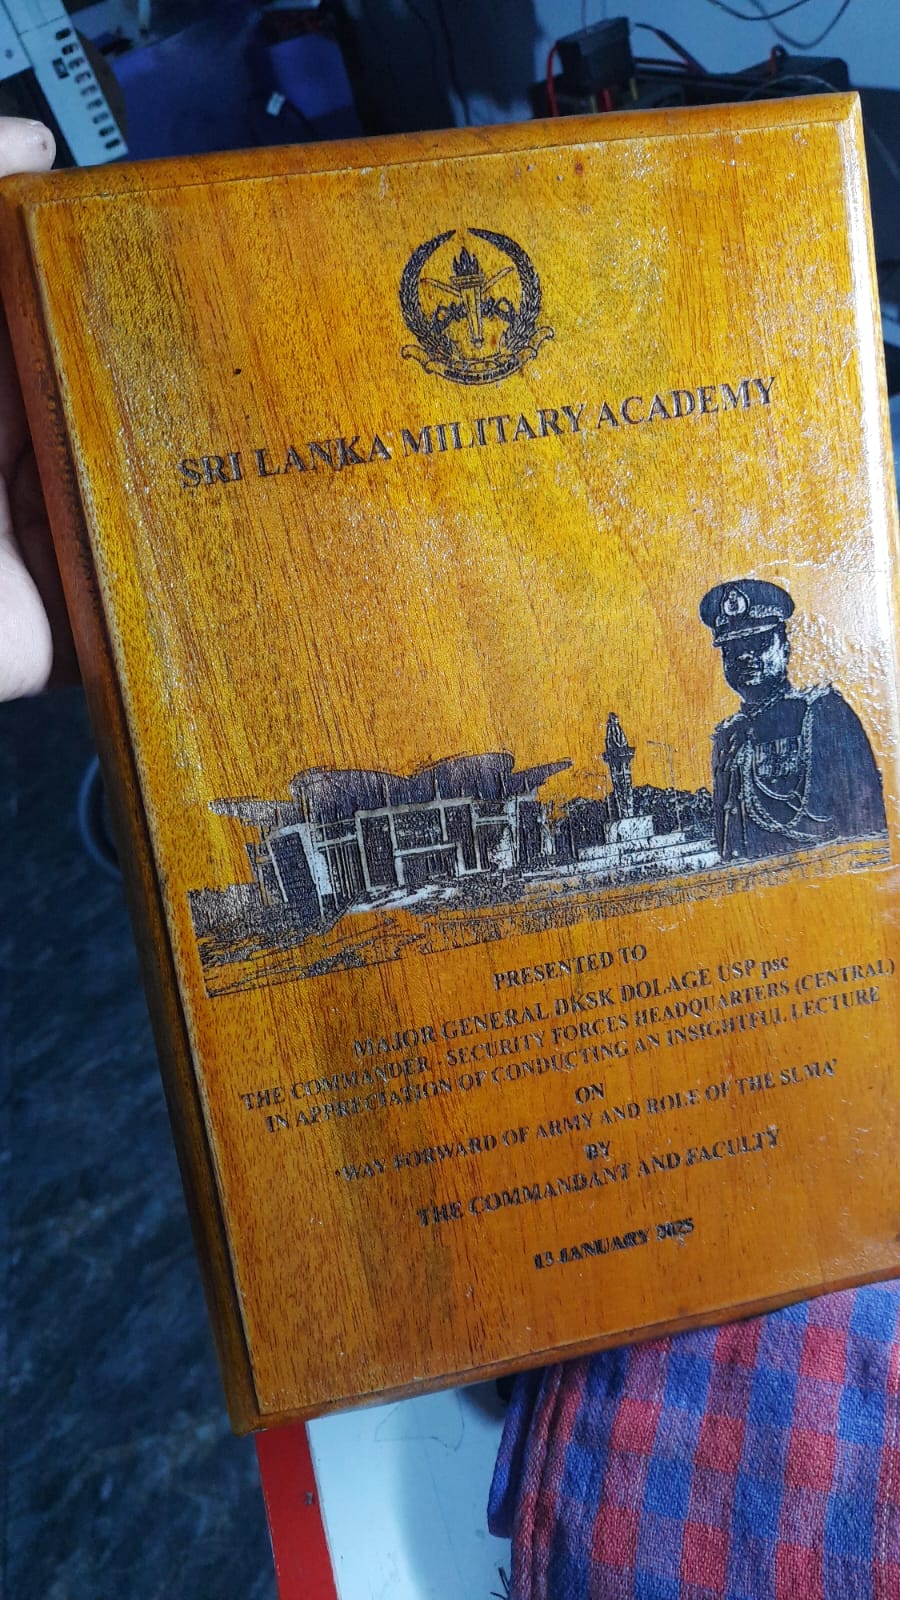 SRI LANKA MILITARY ACADEMY
PRESENTED TO
MAJOR GENERAL DKSK DOLAGE USP psc
THE COMMANDER - SECURITY FORCES HEADQUARTERS (CENTRAL)
IN APPRECIATION OF CONDUCTING AN INSIGHTFUL LECTURE
ON
'WAY FORWARD OF ARMY AND ROLE OF THE SLMA'
BY
THE COMMANDANT AND FACULTY
JANUARY 2025